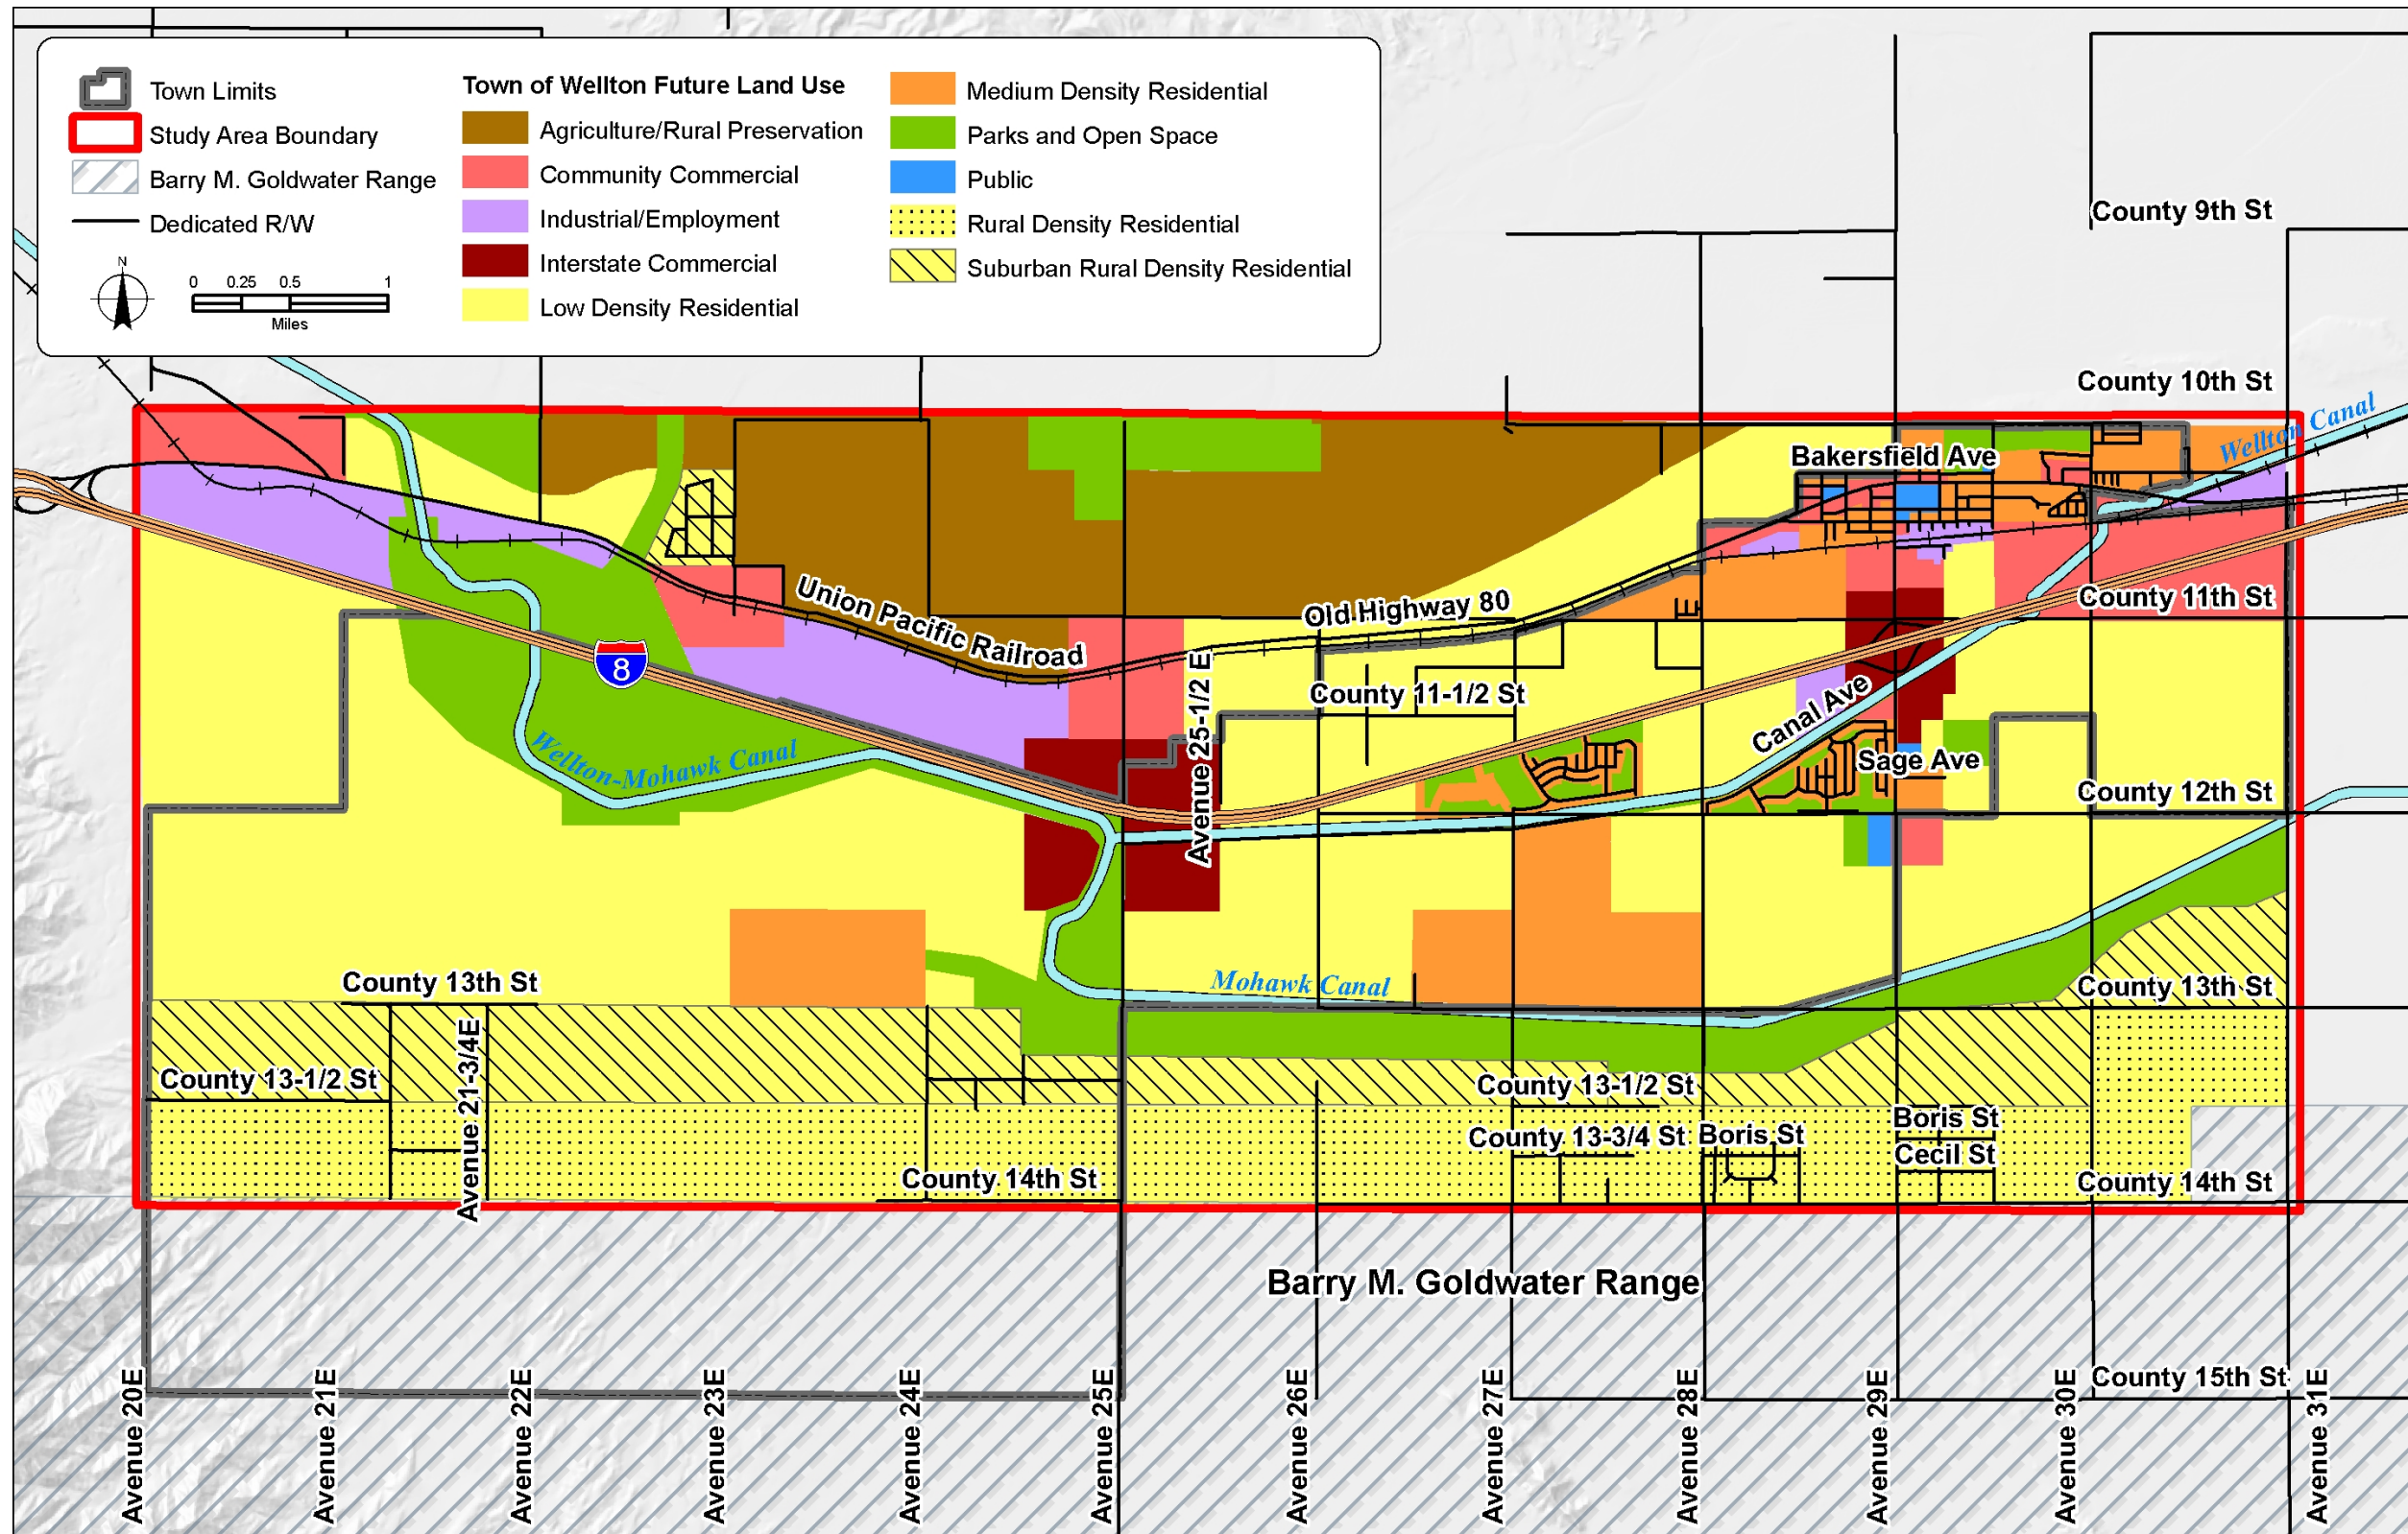 Town Limits
Study Area Boundary
Barry M. Goldwater Range
Dedicated R/W
N
0 0.25 0.5 1
Miles
Town of Wellton Future Land Use
Agriculture/Rural Preservation
Community Commercial
Industrial/Employment
Interstate Commercial
Low Density Residential
Medium Density Residential
Parks and Open Space
Public
Rural Density Residential
Suburban Rural Density Residential
County 9th St
County 10th St
Wellton Canal
Bakersfield Ave
Union Pacific Railroad
Old Highway 80
County 11th St
8
Avenue 25-1/2 E
County 11-1/2 St
Canal Ave
Wellton-Mohawk Canal
Sage Ave
County 12th St
County 13th St
Mohawk Canal
County 13th St
Avenue 21-3/4E
County 13-1/2 St
County 13-1/2 St
Boris St
County 13-3/4 St
Boris St
Cecil St
County 14th St
County 14th St
Barry M. Goldwater Range
County 15th St
Avenue 20E
Avenue 21E
Avenue 22E
Avenue 23E
Avenue 24E
Avenue 25E
Avenue 26E
Avenue 27E
Avenue 28E
Avenue 29E
Avenue 30E
Avenue 31E